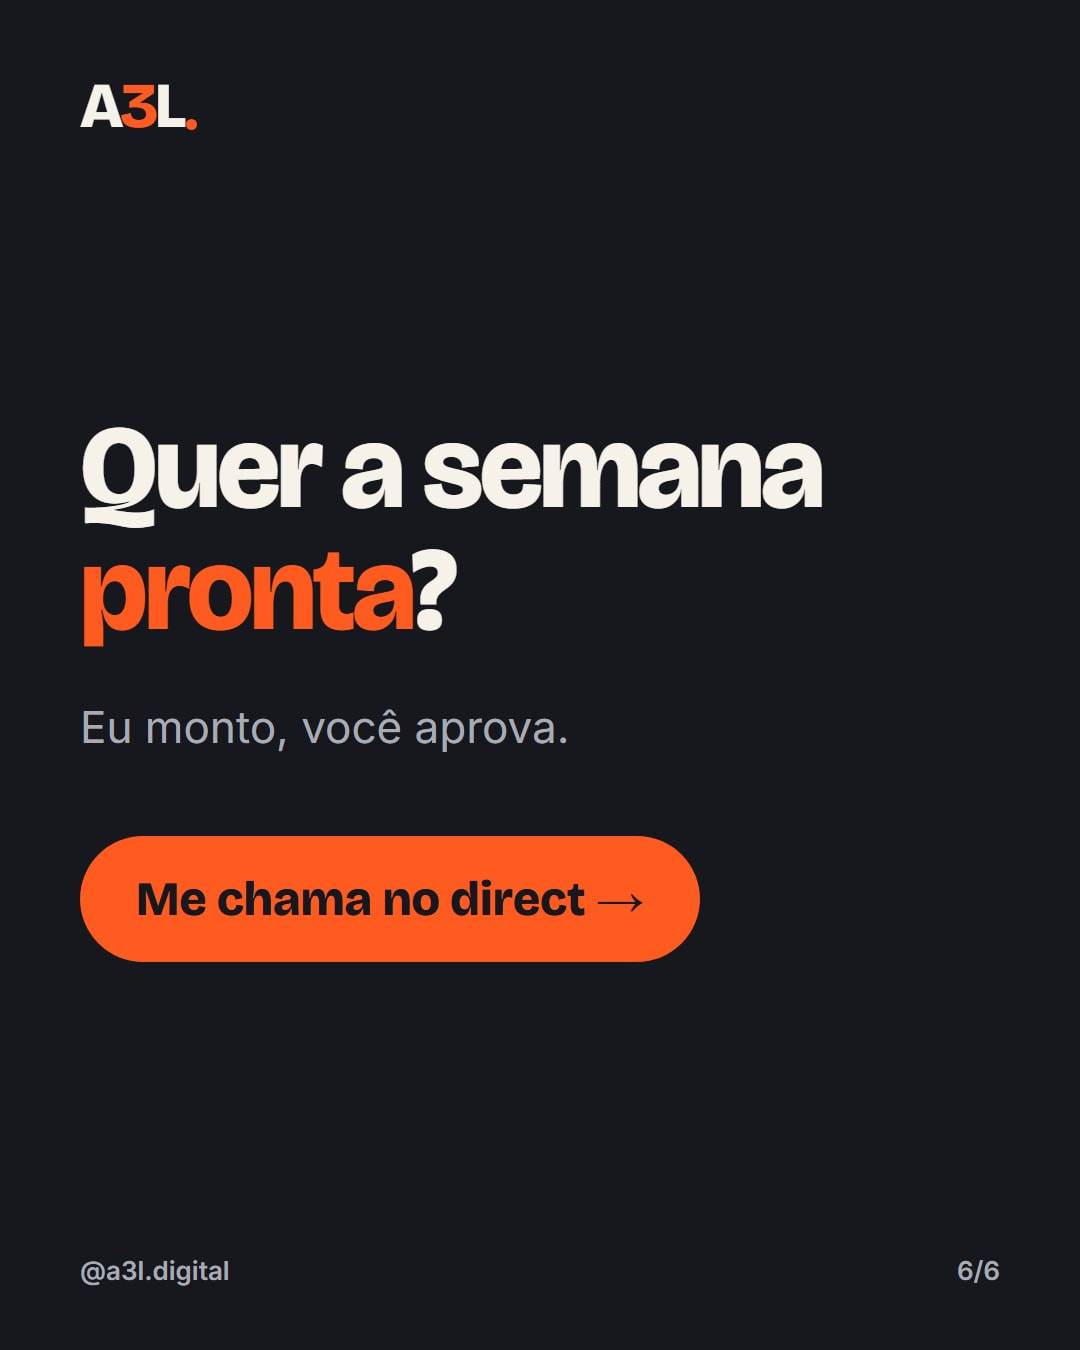 A3L.
Quer a semana
pronta?
Eu monto, você aprova.
Me chama no direct →
@a3l.digital
6/6